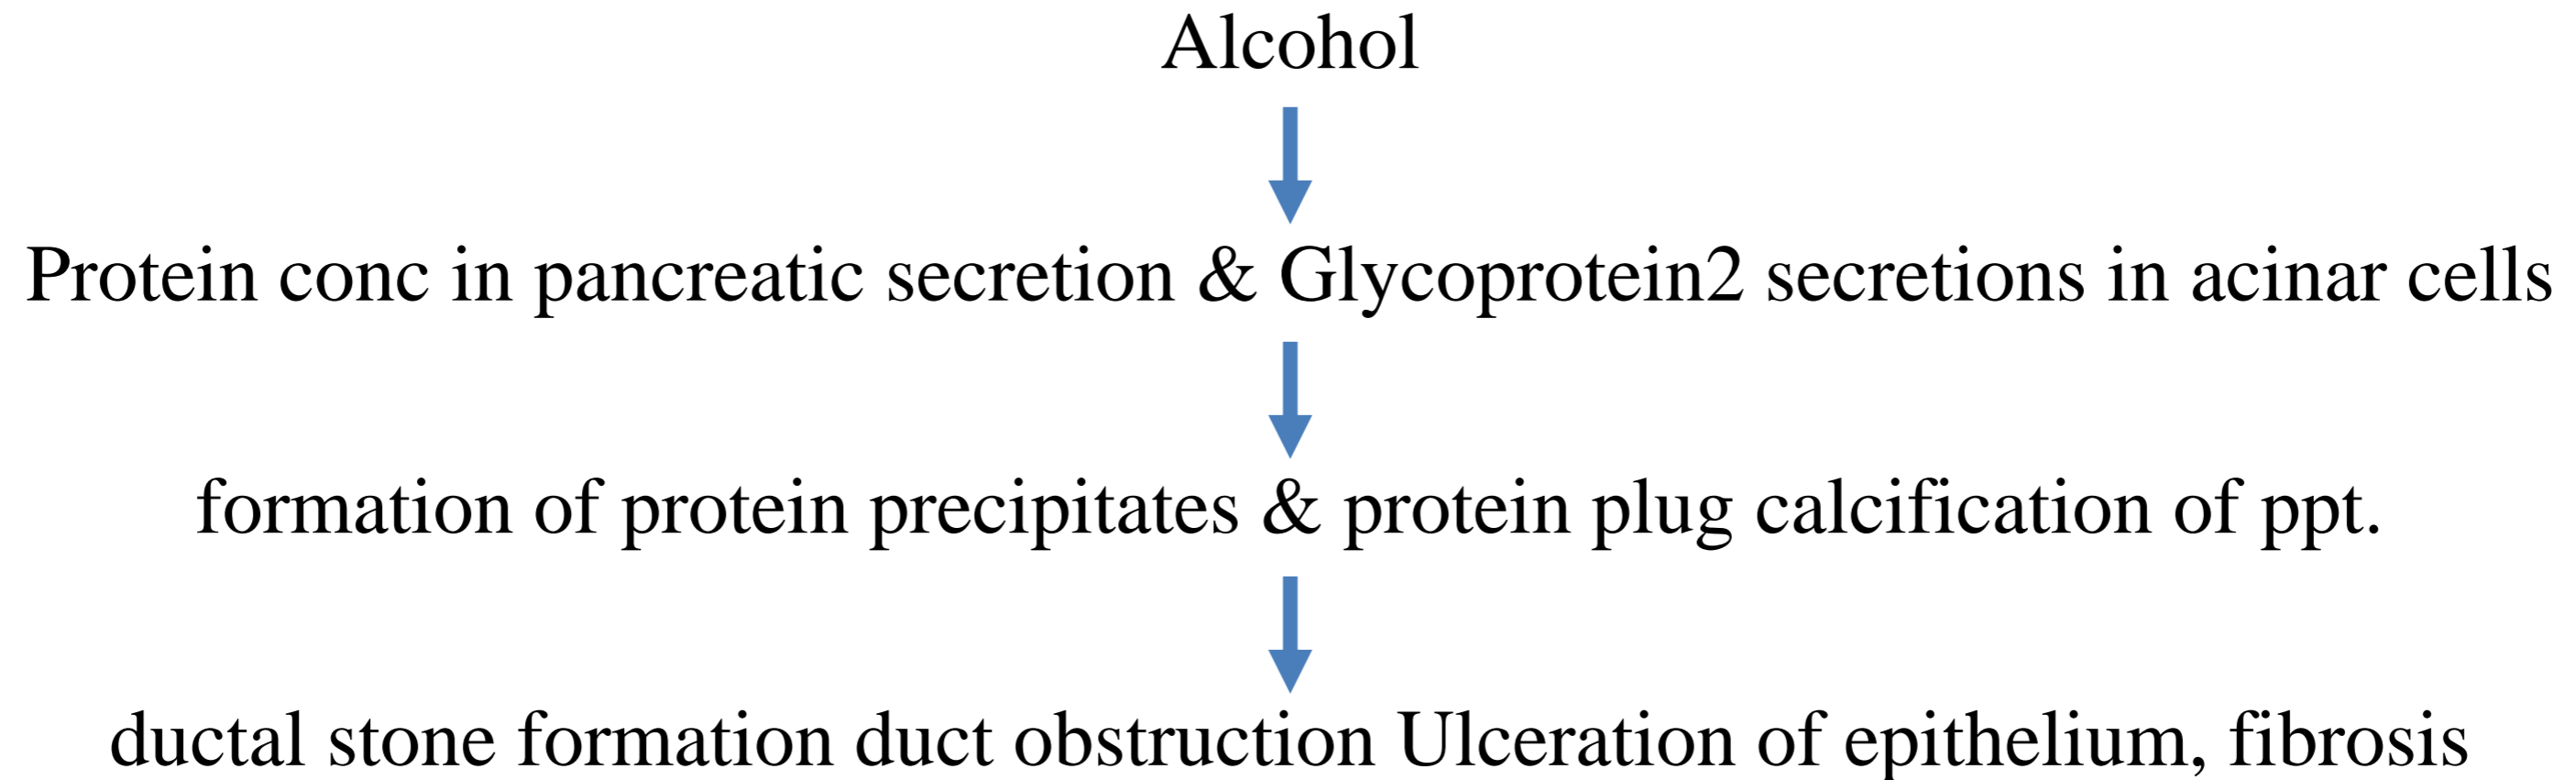 Alcohol
Protein conc in pancreatic secretion & Glycoprotein2 secretions in acinar cells
formation of protein precipitates & protein plug calcification of ppt.
ductal stone formation duct obstruction Ulceration of epithelium, fibrosis